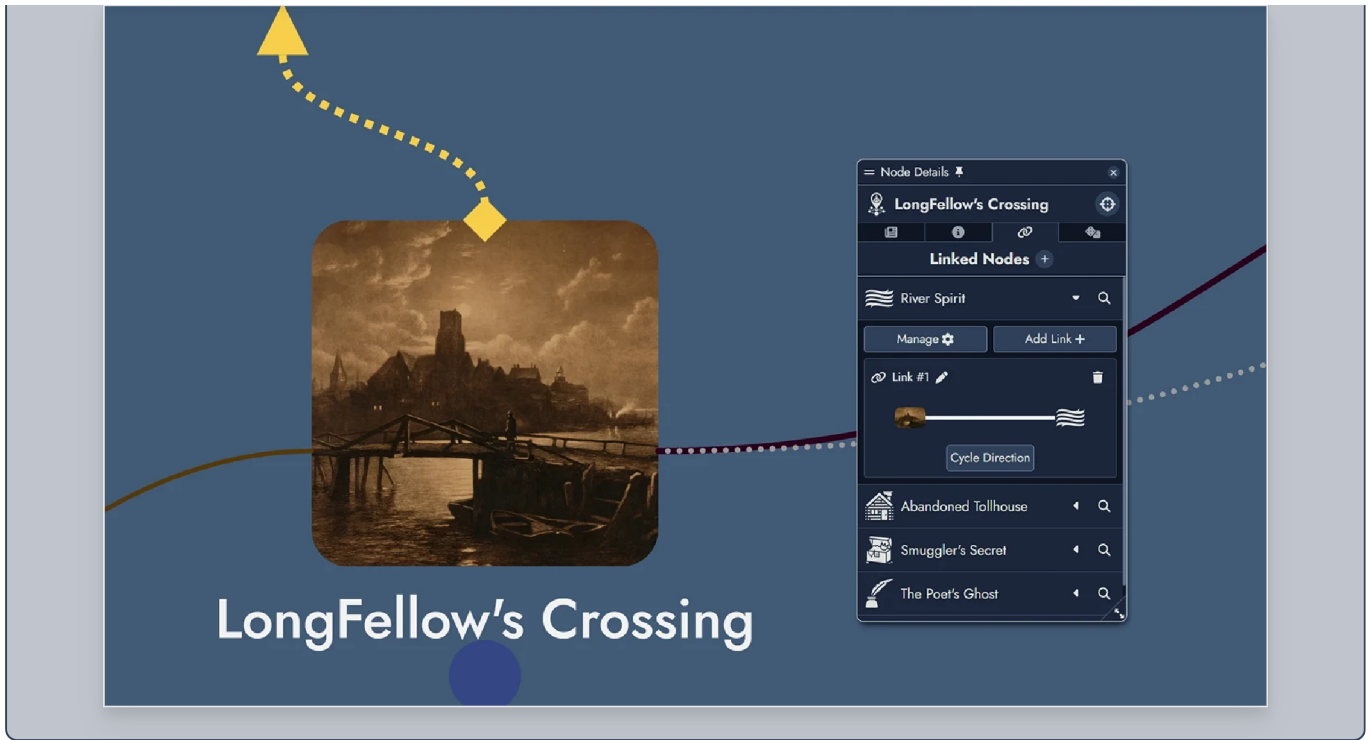 Node Details
LongFellow's Crossing
Linked Nodes
River Spirit
Manage
Add Link
Link #1
Cycle Direction
Abandoned Tollhouse
Smuggler's Secret
The Poet's Ghost
LongFellow's Crossing